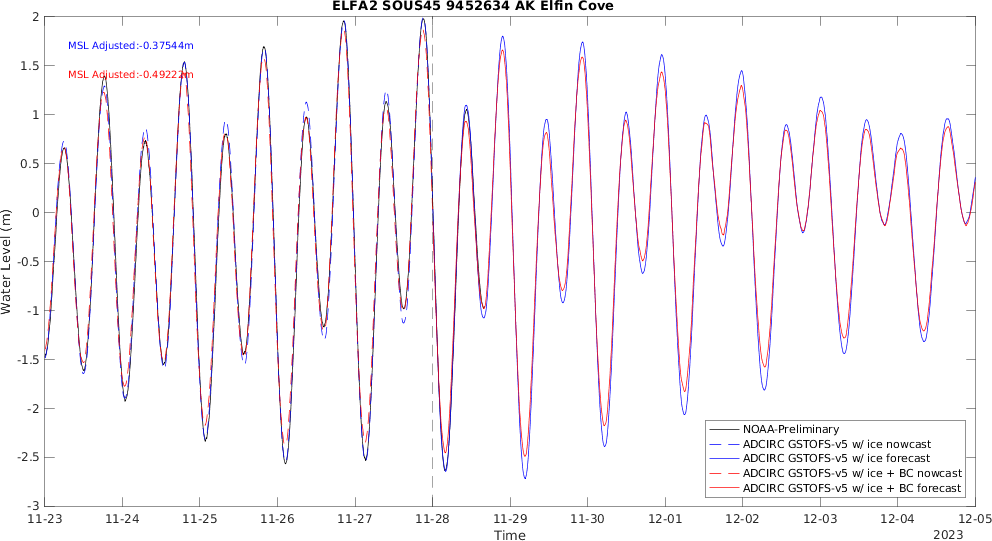 ELFA2 SOUS45 9452634 AK Elfin Cove
MSL Adjusted:-0.37544m
MSL Adjusted:-0.49222m
Water Level (m)
2
1.5
1
0.5
0
-0.5
-1
-1.5
-2
-2.5
-3
NOAA-Preliminary
ADCIRC GSTOFS-v5 w/ ice nowcast
ADCIRC GSTOFS-v5 w/ ice forecast
ADCIRC GSTOFS-v5 w/ ice + BC nowcast
ADCIRC GSTOFS-v5 w/ ice + BC forecast
11-23 11-24 11-25 11-26 11-27 11-28 11-29 11-30 12-01 12-02 12-03 12-04 12-05
Time
2023